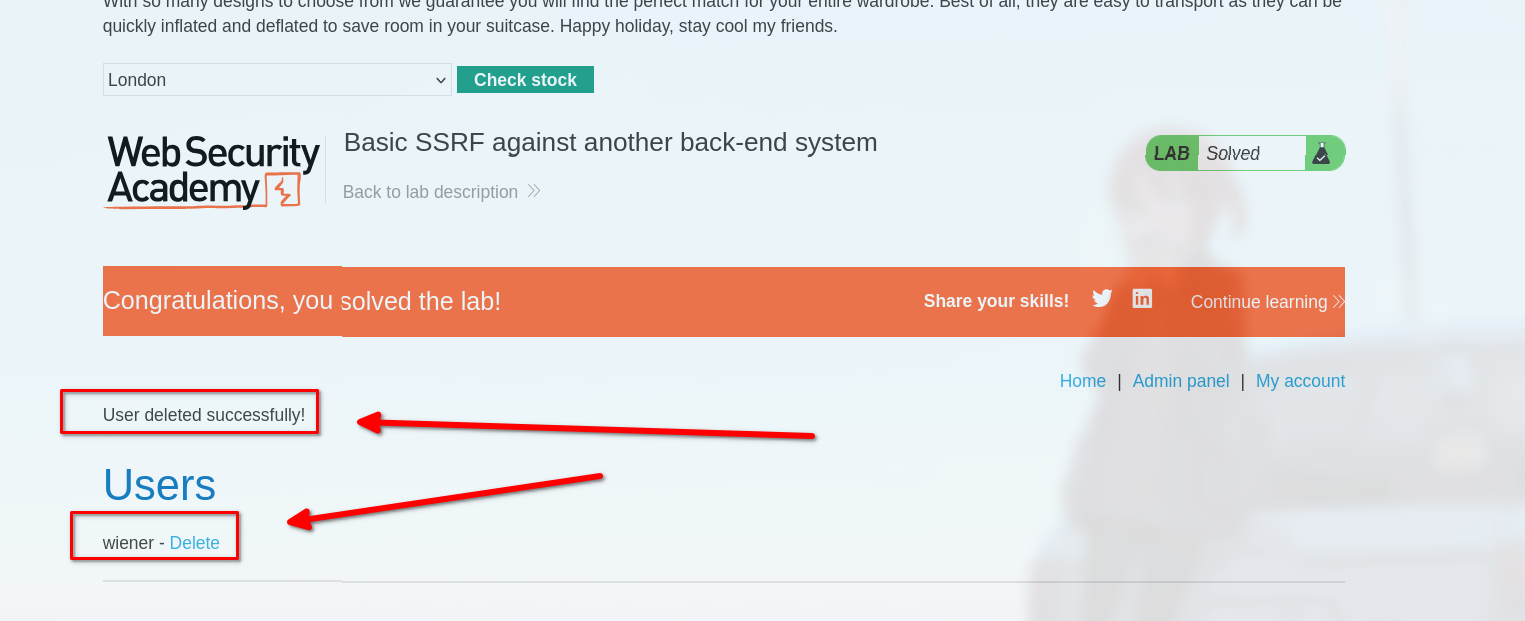 With so many designs to choose from we guarantee you will find the perfect match for your entire wardrobe. Best of all, they are easy to transport as they can be
quickly inflated and deflated to save room in your suitcase. Happy holiday, stay cool my friends.
London
Check stock
Web Security
Academy
Basic SSRF against another back-end system
Back to lab description
LAB Solved
Congratulations, you solved the lab!
Share your skills!
Continue learning
Home | Admin panel | My account
User deleted successfully!
Users
wiener - Delete